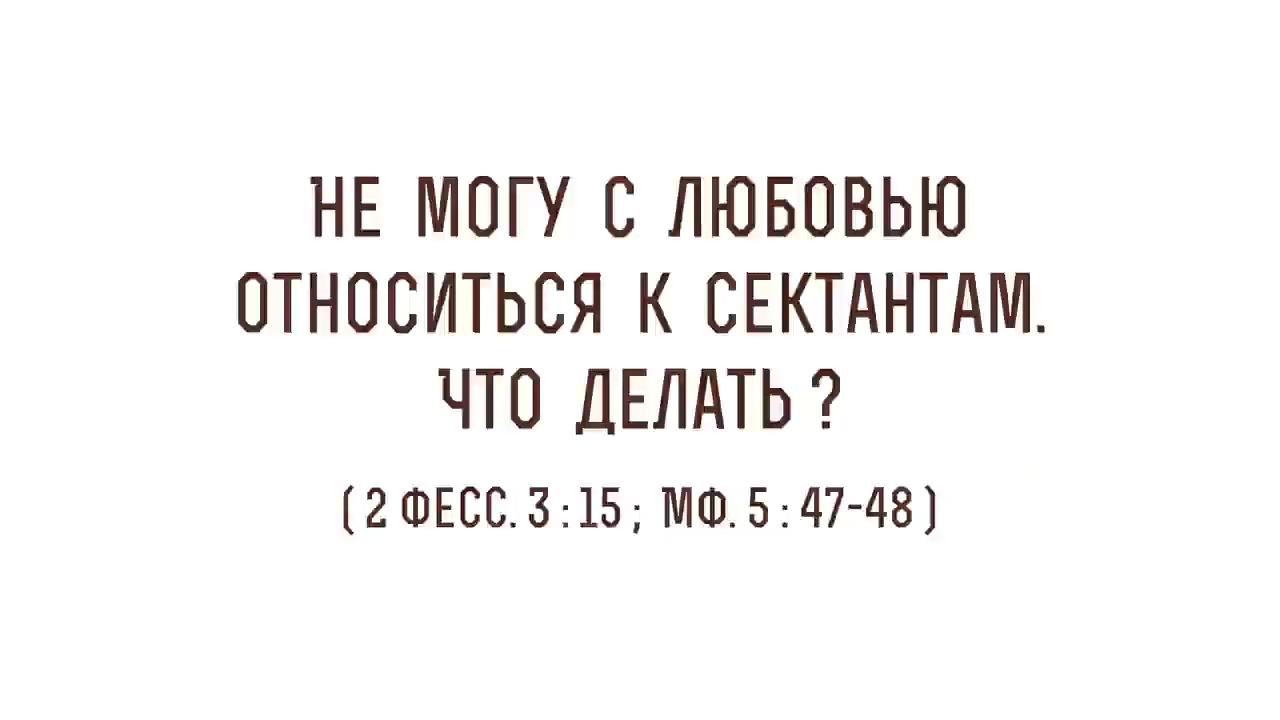 НЕ МОГУ С ЛЮБОВЬЮ
ОТНОСИТЬСЯ К СЕКТАНТАМ.
ЧТО ДЕЛАТЬ?
(2 ФЕСС. 3:15; МФ. 5:47-48)